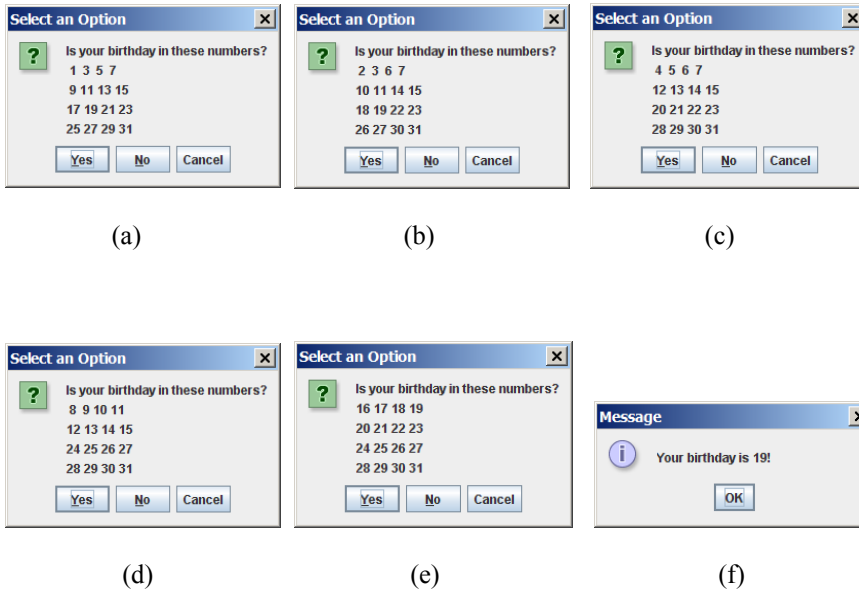 Select an Option
Is your birthday in these numbers?
1 3 5 7
9 11 13 15
17 19 21 23
25 27 29 31
Yes No Cancel
(a)
Select an Option
Is your birthday in these numbers?
2 3 6 7
10 11 14 15
18 19 22 23
26 27 30 31
Yes No Cancel
(b)
Select an Option
Is your birthday in these numbers?
4 5 6 7
12 13 14 15
20 21 22 23
28 29 30 31
Yes No Cancel
(c)
Select an Option
Is your birthday in these numbers?
8 9 10 11
12 13 14 15
24 25 26 27
28 29 30 31
Yes No Cancel
(d)
Select an Option
Is your birthday in these numbers?
16 17 18 19
20 21 22 23
24 25 26 27
28 29 30 31
Yes No Cancel
(e)
Message
Your birthday is 19!
OK
(f)